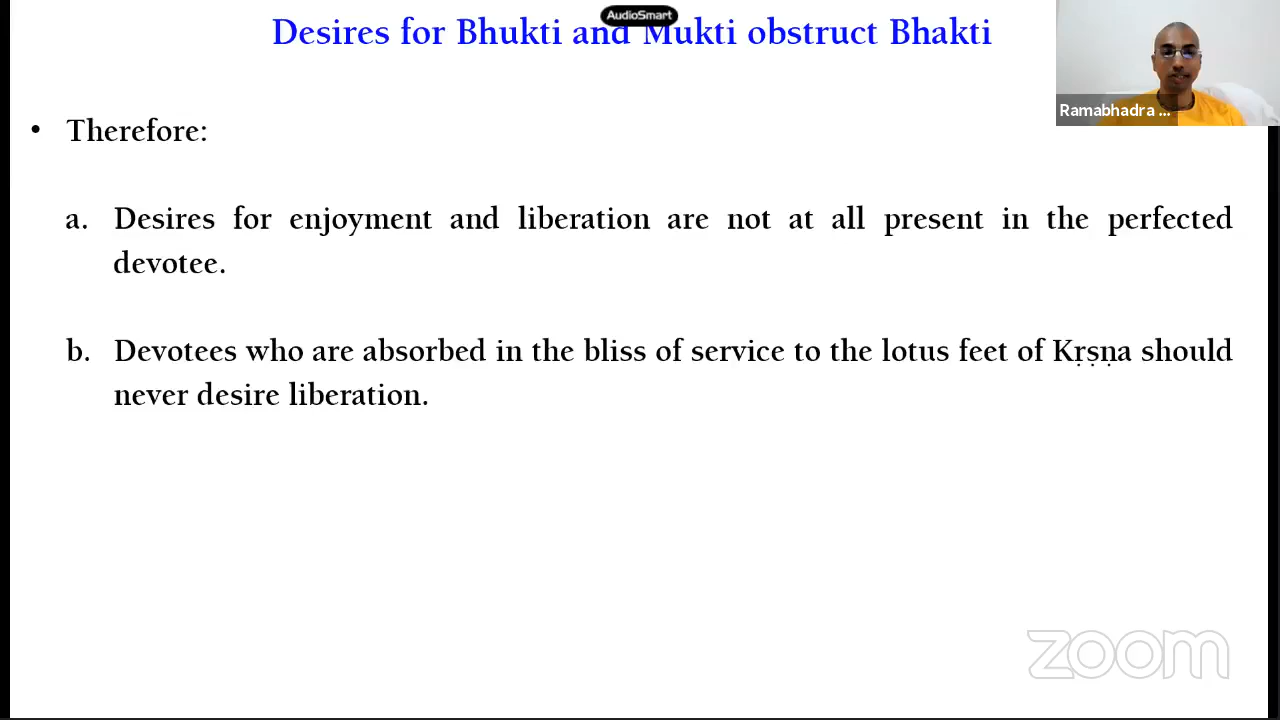 AudioSmart
Desires for Bhukti and Mukti obstruct Bhakti
Ramabhadra ...
• Therefore:
a. Desires for enjoyment and liberation are not at all present in the perfected
devotee.
b. Devotees who are absorbed in the bliss of service to the lotus feet of Kṛṣṇa should
never desire liberation.
zoom